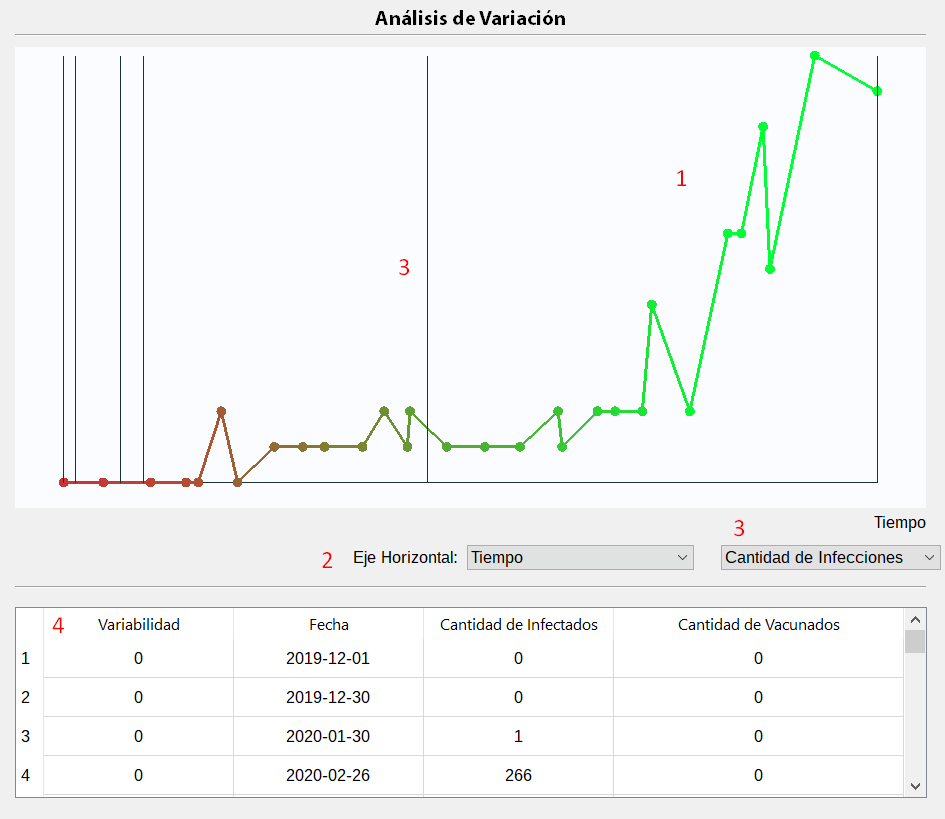 Análisis de Variación
1
3
Tiempo
3
2 Eje Horizontal: Tiempo Cantidad de Infecciones
4 Variabilidad Fecha Cantidad de Infectados Cantidad de Vacunados
1 0 2019-12-01 0 0
2 0 2019-12-30 0 0
3 0 2020-01-30 1 0
4 0 2020-02-26 266 0